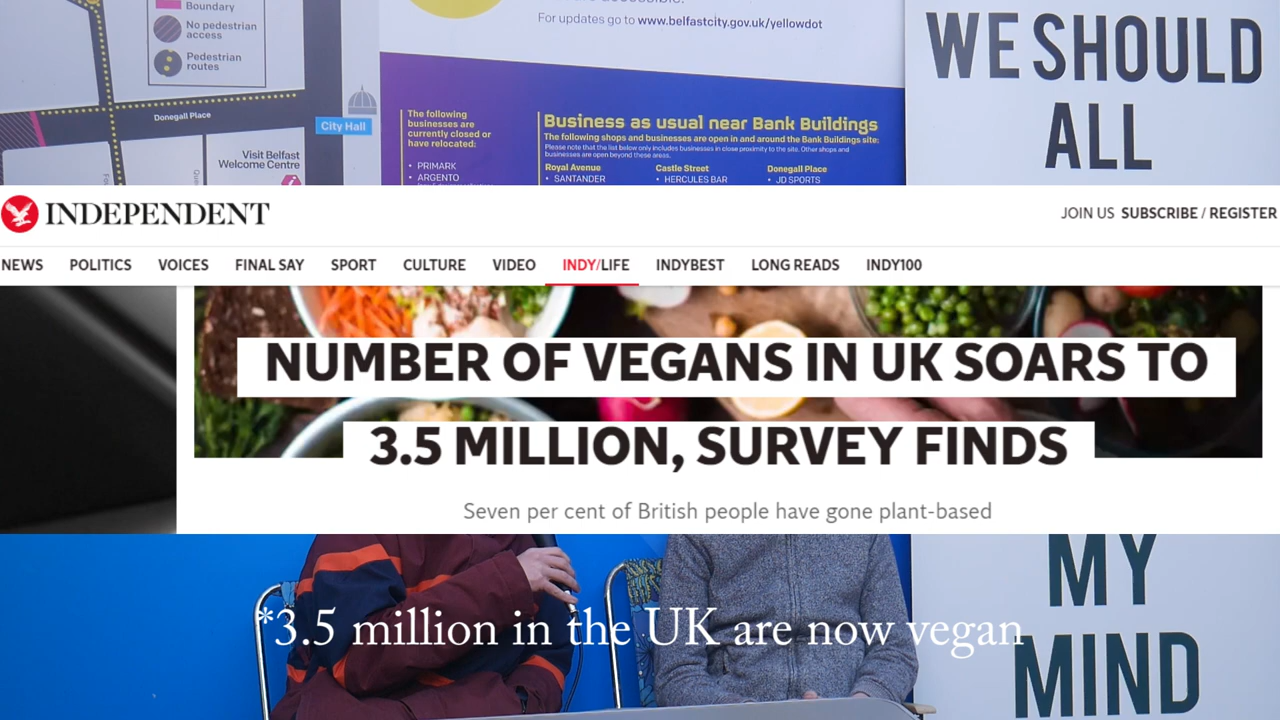 Boundary
No pedestrian
access
Pedestrian
routes
Donegall Place
City Hall
Visit Belfast
Welcome Centre
For updates go to www.belfastcity.gov.uk/yellowdot
The following
businesses are
currently closed or
have relocated:
• PRIMARK
• ARGENTO
Business as usual near Bank Buildings
The following shops and businesses are open in and around the Bank Buildings site:
Please note that the list below only includes businesses in close proximity to the site. Other shops and
businesses are open beyond these areas.
Royal Avenue
• SANTANDER
Castle Street
• HERCULES BAR
Donegall Place
• JD SPORTS
WE SHOULD
ALL
INDEPENDENT
JOIN US SUBSCRIBE / REGISTER
NEWS POLITICS VOICES FINAL SAY SPORT CULTURE VIDEO INDY/LIFE INDYBEST LONG READS INDY100
NUMBER OF VEGANS IN UK SOARS TO
3.5 MILLION, SURVEY FINDS
Seven per cent of British people have gone plant-based
*3.5 million in the UK are now vegan
MY
MIND